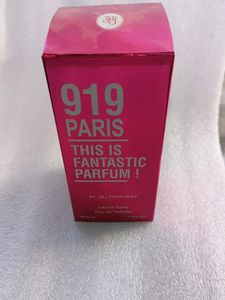 919
PARIS
THIS IS
FANTASTIC
PARFUM !
BY JBJ PERFUMES
Natural Spray
Eau De Parfum